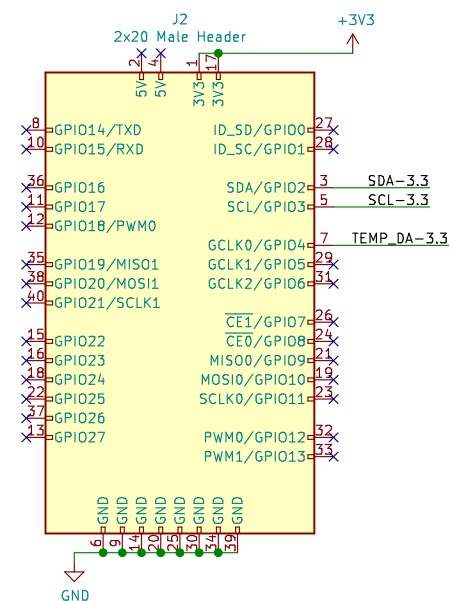 J2
2x20 Male Header
+3V3
2
4
1
17
5V
5V
3V3
3V3
8 GPIO14/TXD
ID_SD/GPIO0 27
10 GPIO15/RXD
ID_SC/GPIO1 28
36 GPIO16
SDA/GPIO2 3 SDA-3.3
11 GPIO17
SCL/GPIO3 5 SCL-3.3
12 GPIO18/PWM0
GCLK0/GPIO4 7 TEMP_DA-3.3
35 GPIO19/MISO1
GCLK1/GPIO5 29
38 GPIO20/MOSI1
GCLK2/GPIO6 31
40 GPIO21/SCLK1
CE1/GPIO7 26
15 GPIO22
CE0/GPIO8 24
16 GPIO23
MISO0/GPIO9 21
18 GPIO24
MOSI0/GPIO10 19
22 GPIO25
SCLK0/GPIO11 23
37 GPIO26
13 GPIO27
PWM0/GPIO12 32
PWM1/GPIO13 33
GND
GND
GND
GND
GND
GND
GND
GND
6
9
14
20
25
30
34
39
GND